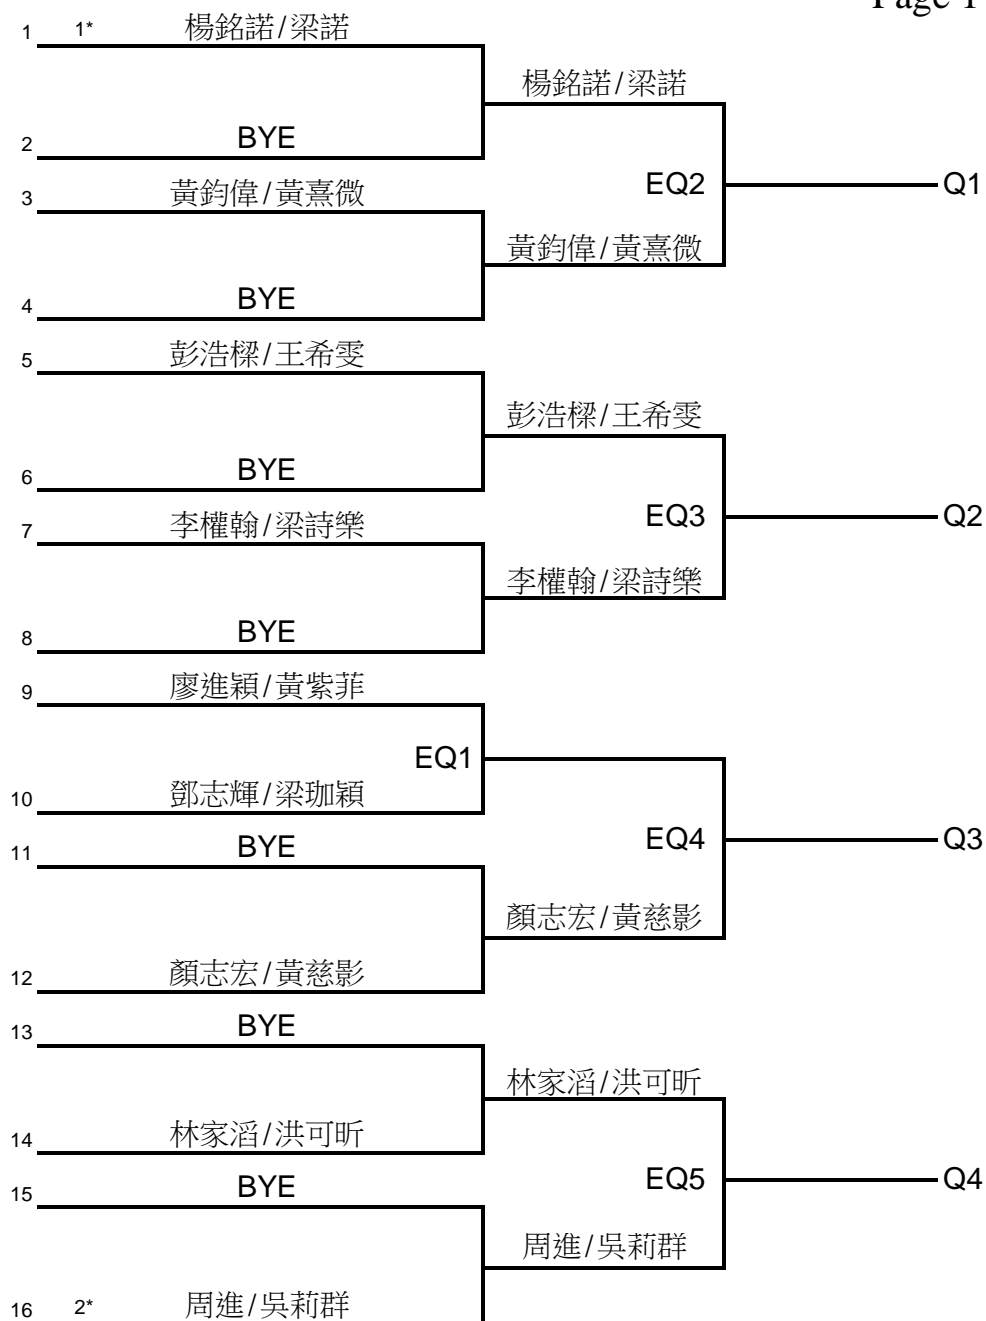 Page 1
1 1* 楊銘諾/梁諾
楊銘諾/梁諾
2 BYE
EQ2 Q1
3 黃鈞偉/黃熹微
黃鈞偉/黃熹微
4 BYE
5 彭浩樑/王希雯
彭浩樑/王希雯
6 BYE
EQ3 Q2
7 李權翰/梁詩樂
李權翰/梁詩樂
8 BYE
9 廖進穎/黃紫菲
EQ1
10 鄧志輝/梁珈穎
EQ4 Q3
11 BYE
顏志宏/黃慈影
12 顏志宏/黃慈影
13 BYE
林家滔/洪可昕
14 林家滔/洪可昕
EQ5 Q4
15 BYE
周進/吳莉群
16 2* 周進/吳莉群